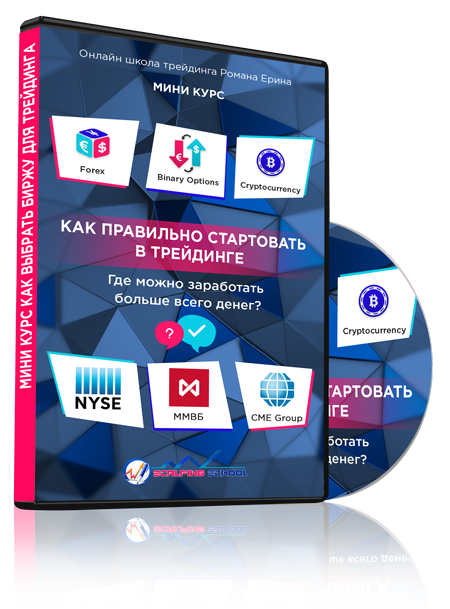 МИНИ КУРС КАК ВЫБРАТЬ БИРЖУ ДЛЯ ТРЕЙДИНГА
Онлайн школа трейдинга Романа Ерина
МИНИ КУРС
Forex
Binary Options
Cryptocurrency
КАК ПРАВИЛЬНО СТАРТОВАТЬ
В ТРЕЙДИНГЕ
Где можно заработать
больше всего денег?
?
NYSE
ММВБ
CME Group
SCALPING SCHOOL
Cryptocurrency
СТАРТОВАТЬ
НГЕ
ботать
денег?